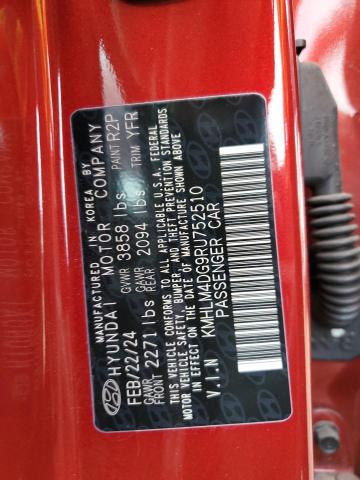 MANUFACTURED IN KOREA BY
HYUNDAI MOTOR COMPANY
FEB/22/24 GVWR 3858 lbs PAINT R2P
GAWR FRONT 2271 lbs GAWR REAR 2094 lbs TRIM YFR
THIS VEHICLE CONFORMS TO ALL APPLICABLE U.S.A. FEDERAL
MOTOR VEHICLE SAFETY, BUMPER, AND THEFT PREVENTION STANDARDS
IN EFFECT ON THE DATE OF MANUFACTURE SHOWN ABOVE.
V.I.N KMHLM4DG9RU752510
PASSENGER CAR